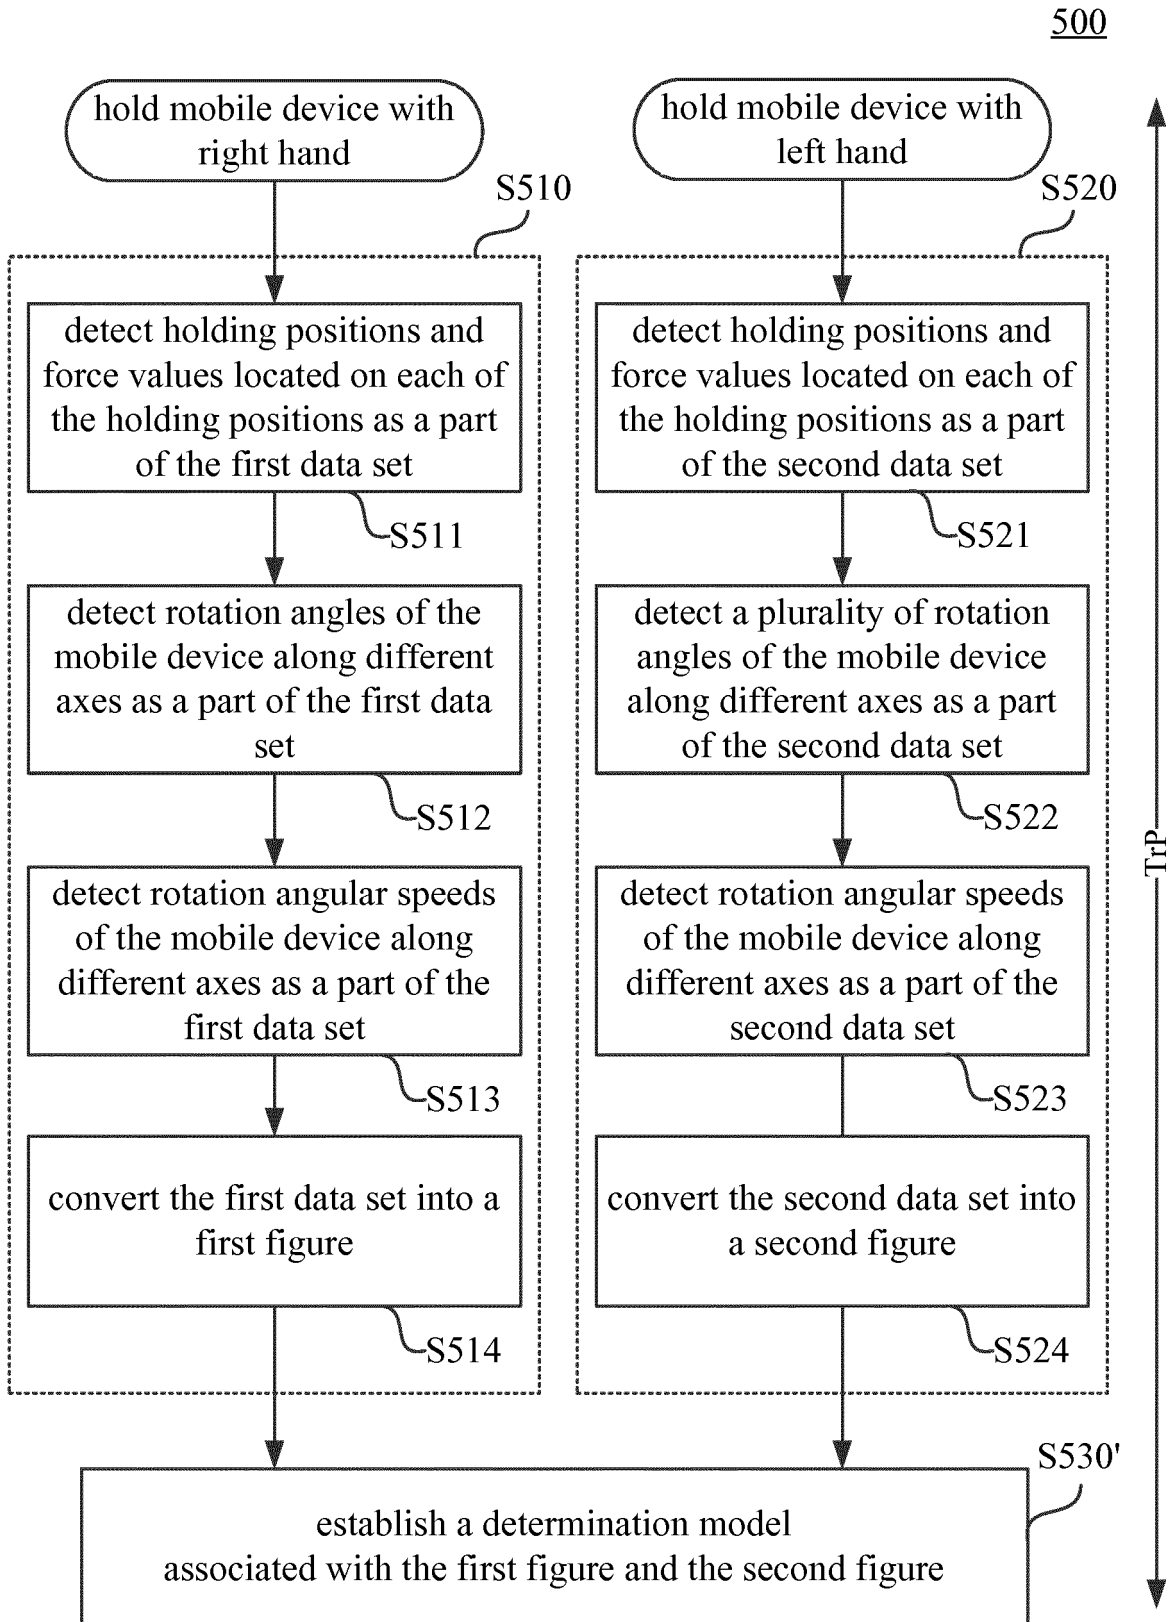 500
hold mobile device with
right hand
hold mobile device with
left hand
S510
S520
detect holding positions and
force values located on each of
the holding positions as a part
of the first data set
S511
detect holding positions and
force values located on each of
the holding positions as a part
of the second data set
S521
detect rotation angles of the
mobile device along different
axes as a part of the first data
set
S512
detect a plurality of rotation
angles of the mobile device
along different axes as a part
of the second data set
S522
TrP
detect rotation angular speeds
of the mobile device along
different axes as a part of the
first data set
S513
detect rotation angular speeds
of the mobile device along
different axes as a part of the
second data set
S523
convert the first data set into a
first figure
S514
convert the second data set into
a second figure
S524
S530'
establish a determination model
associated with the first figure and the second figure